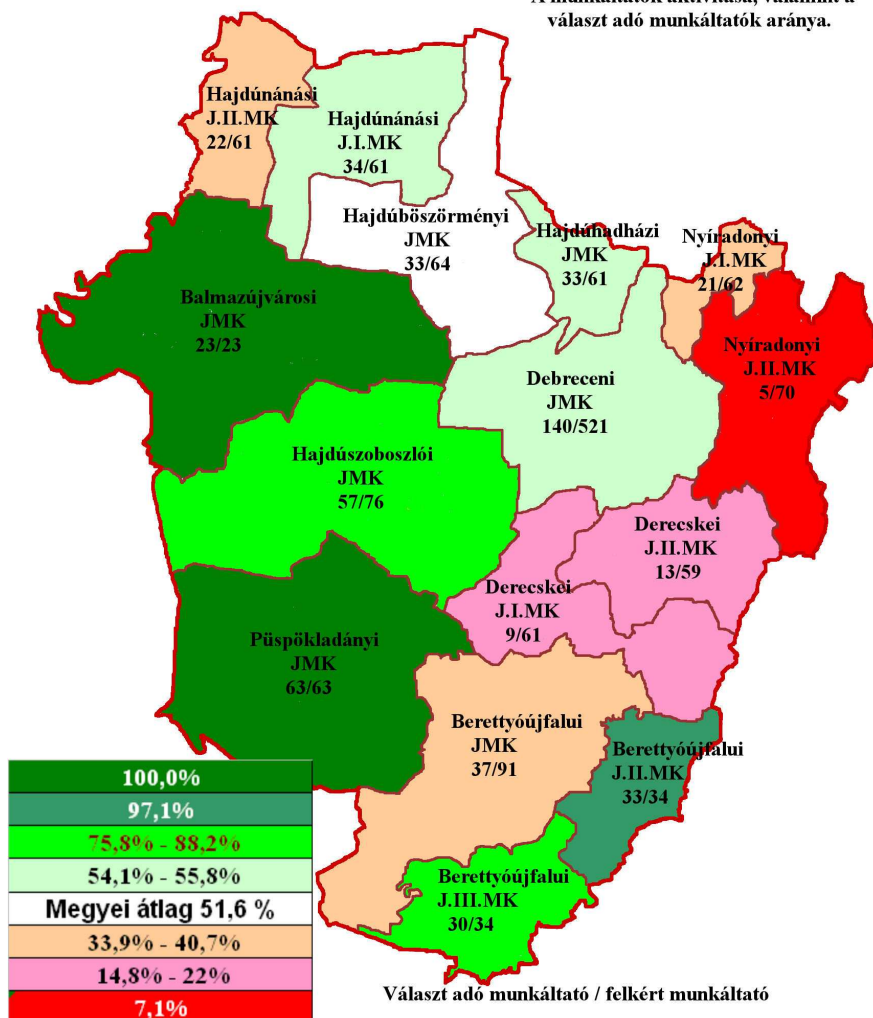 választ adó munkáltatók aránya.
Hajdúnánási
J.II.MK
22/61
Hajdúnánási
J.I.MK
34/61
Hajdúböszörményi
JMK
33/64
Hajdúhadházi
JMK
33/61
Nyíradonyi
J.I.MK
21/62
Balmazújvárosi
JMK
23/23
Nyíradonyi
J.II.MK
5/70
Debreceni
JMK
140/521
Hajdúszoboszlói
JMK
57/76
Derecskei
J.II.MK
13/59
Derecskei
J.I.MK
9/61
Püspökladányi
JMK
63/63
Berettyóújfalui
JMK
37/91
Berettyóújfalui
J.II.MK
33/34
Berettyóújfalui
J.III.MK
30/34
100,0%
97,1%
75,8% - 88,2%
54,1% - 55,8%
Megyei átlag 51,6 %
33,9% - 40,7%
14,8% - 22%
7,1%
Választ adó munkáltató / felkért munkáltató